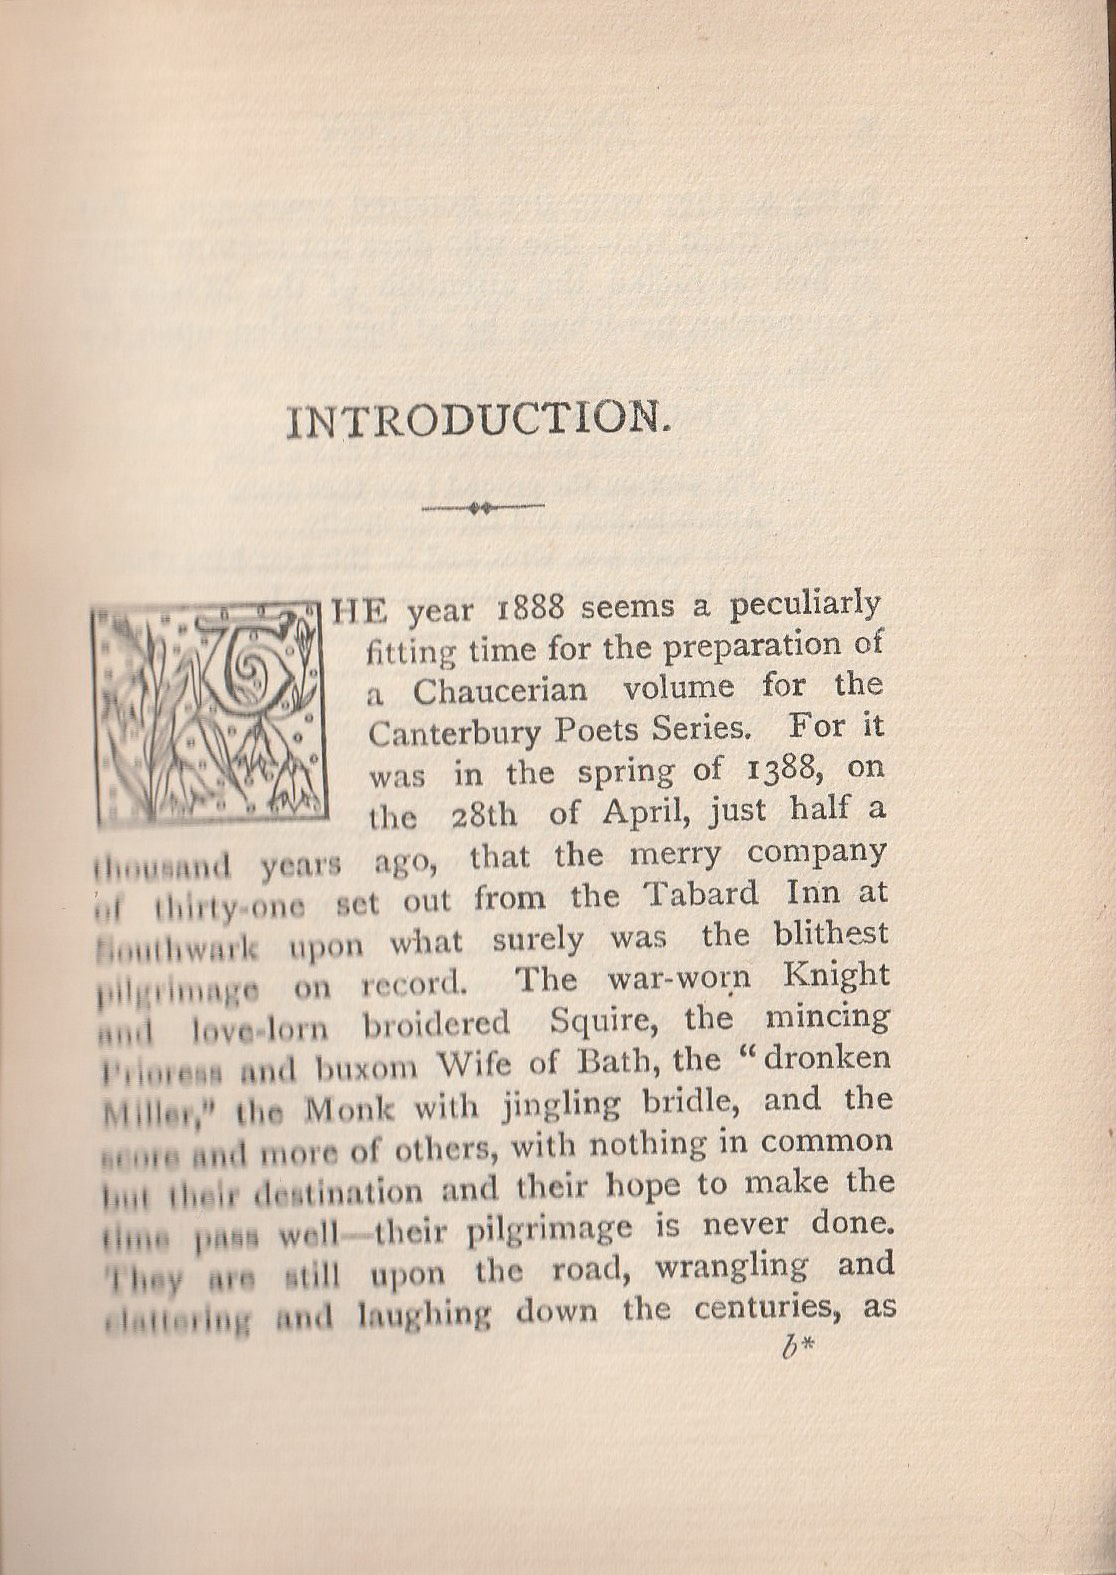 INTRODUCTION.
THE year 1888 seems a peculiarly
fitting time for the preparation of
a Chaucerian volume for the
Canterbury Poets Series. For it
was in the spring of 1388, on
the 28th of April, just half a
thousand years ago, that the merry company
of thirty-one set out from the Tabard Inn at
Southwark upon what surely was the blithest
pilgrimage on record. The war-worn Knight
and love-lorn broidered Squire, the mincing
Prioress and buxom Wife of Bath, the “dronken
Miller,” the Monk with jingling bridle, and the
score and more of others, with nothing in common
but their destination and their hope to make the
time pass well—their pilgrimage is never done.
They are still upon the road, wrangling and
clattering and laughing down the centuries, as
b*